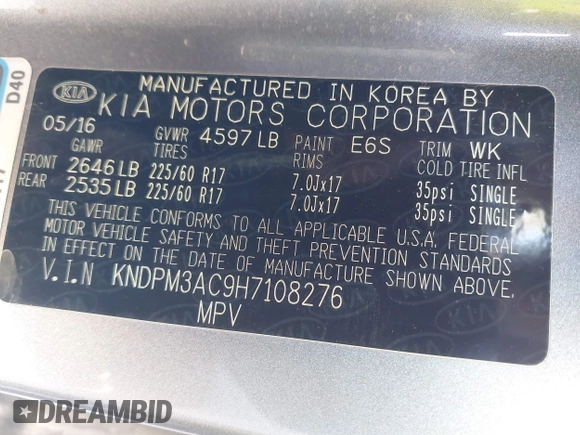 D40
KIA MANUFACTURED IN KOREA BY
KIA MOTORS CORPORATION
05/16 GVWR 4597 LB PAINT E6S TRIM WK
GAWR TIRES RIMS COLD TIRE INFL
FRONT 2646 LB 225/60 R17 7.0Jx17 35psi SINGLE
REAR 2535 LB 225/60 R17 7.0Jx17 35psi SINGLE
THIS VEHICLE CONFORMS TO ALL APPLICABLE U.S.A. FEDERAL
MOTOR VEHICLE SAFETY AND THEFT PREVENTION STANDARDS
IN EFFECT ON THE DATE OF MANUFACTURE SHOWN ABOVE.
V.I.N KNDPM3AC9H7108276
MPV
DREAMBID